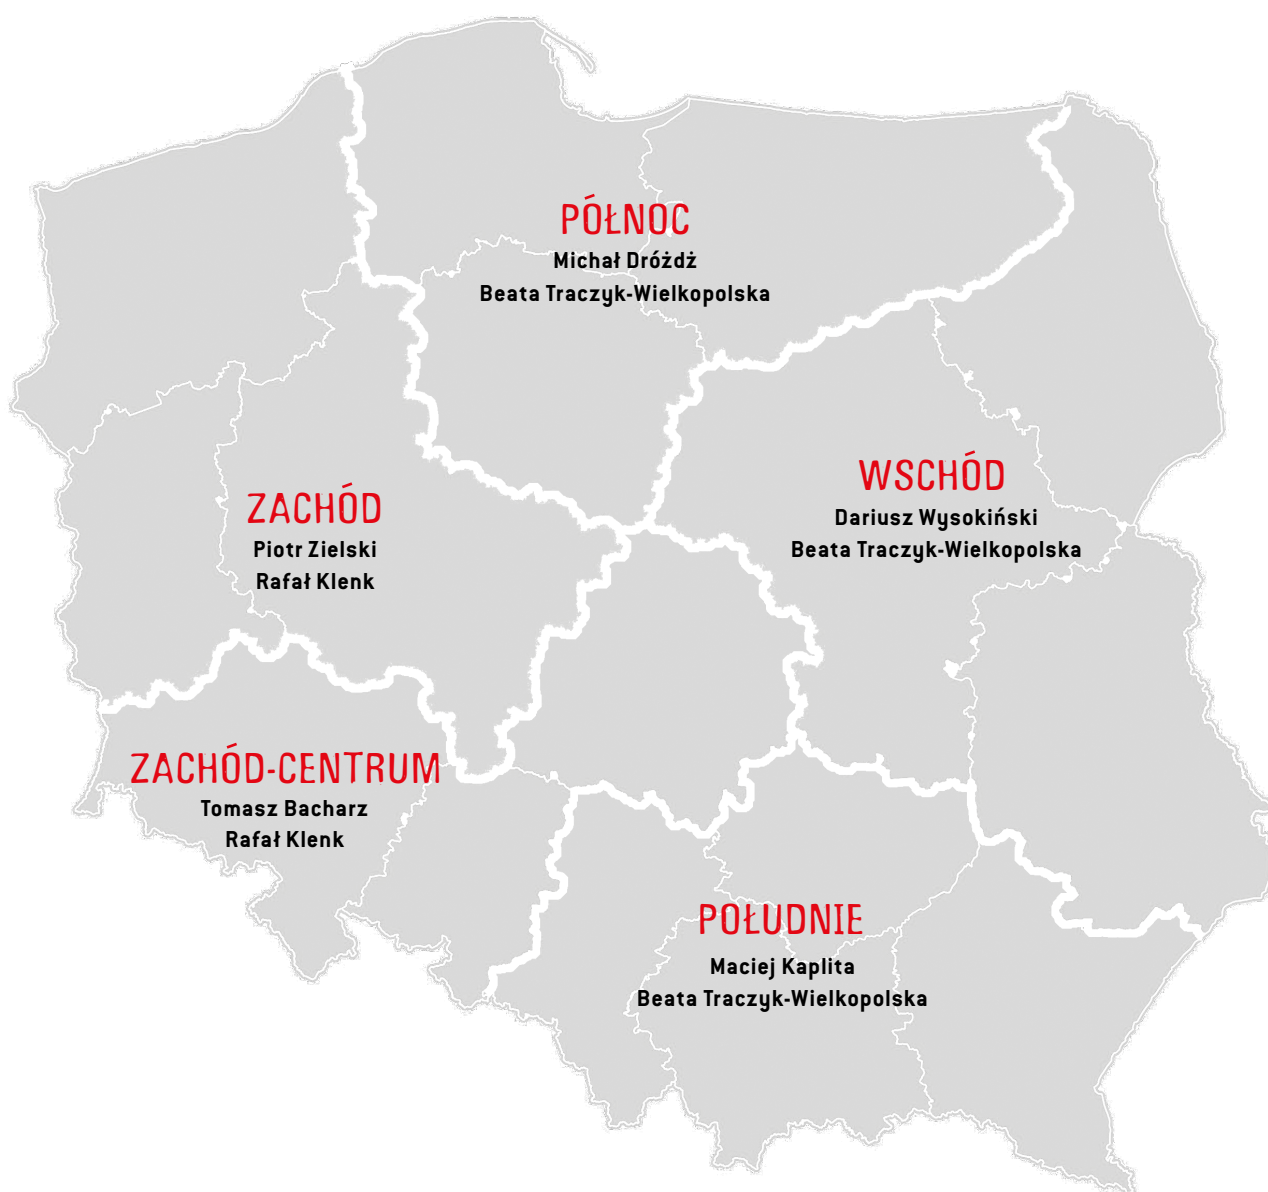 PÓŁNOC
Michał Dróżdż
Beata Traczyk-Wielkopolska
WSCHÓD
Dariusz Wysokiński
Beata Traczyk-Wielkopolska
ZACHÓD
Piotr Zielski
Rafał Klenk
ZACHÓD-CENTRUM
Tomasz Bacharz
Rafał Klenk
POŁUDNIE
Maciej Kaplita
Beata Traczyk-Wielkopolska